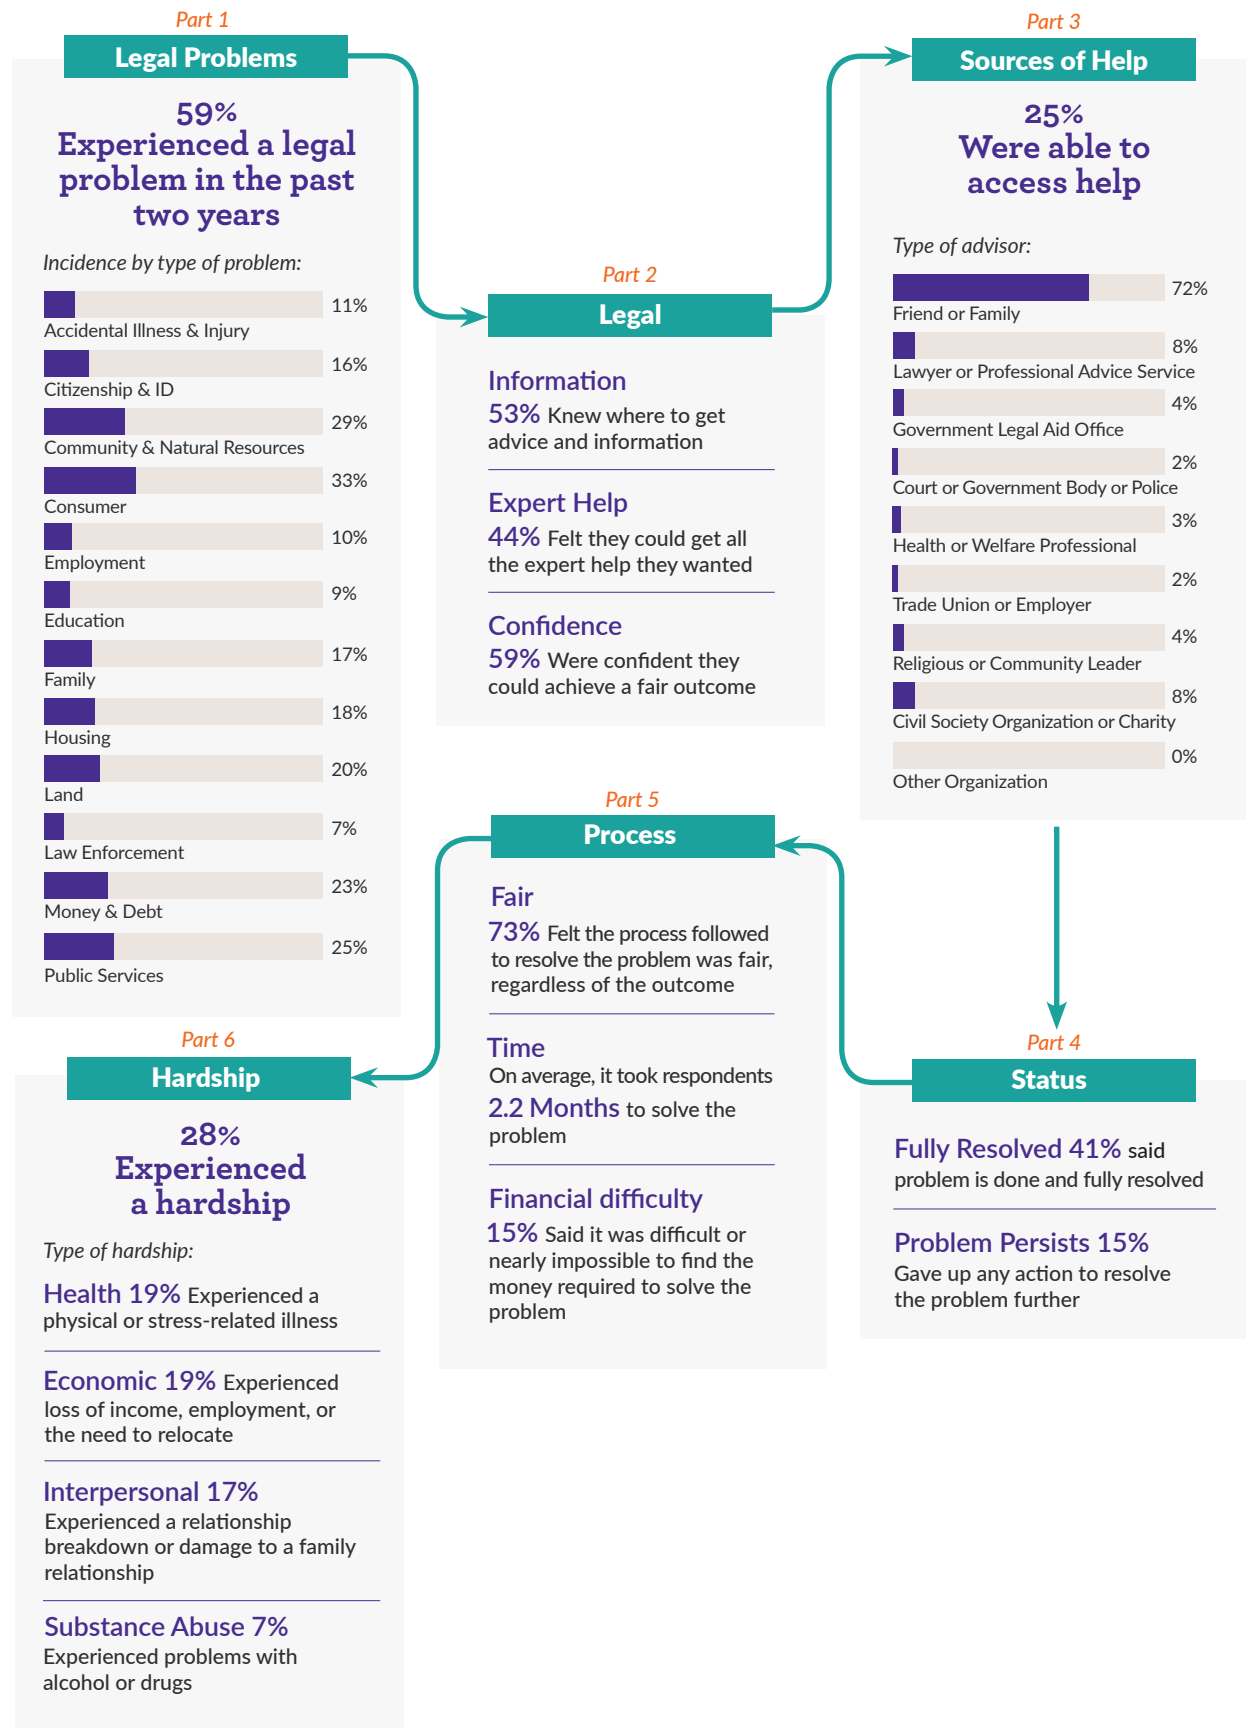 Part 1
Legal Problems
59%
Experienced a legal
problem in the past
two years
Incidence by type of problem:
11%
Accidental Illness & Injury
16%
Citizenship & ID
29%
Community & Natural Resources
33%
Consumer
10%
Employment
9%
Education
17%
Family
18%
Housing
20%
Land
7%
Law Enforcement
23%
Money & Debt
25%
Public Services
Part 2
Legal
Information
53% Knew where to get
advice and information
Expert Help
44% Felt they could get all
the expert help they wanted
Confidence
59% Were confident they
could achieve a fair outcome
Part 3
Sources of Help
25%
Were able to
access help
Type of advisor:
72%
Friend or Family
8%
Lawyer or Professional Advice Service
4%
Government Legal Aid Office
2%
Court or Government Body or Police
3%
Health or Welfare Professional
2%
Trade Union or Employer
4%
Religious or Community Leader
8%
Civil Society Organization or Charity
0%
Other Organization
Part 4
Status
Fully Resolved 41% said
problem is done and fully resolved
Problem Persists 15%
Gave up any action to resolve
the problem further
Part 5
Process
Fair
73% Felt the process followed
to resolve the problem was fair,
regardless of the outcome
Time
On average, it took respondents
2.2 Months to solve the
problem
Financial difficulty
15% Said it was difficult or
nearly impossible to find the
money required to solve the
problem
Part 6
Hardship
28%
Experienced
a hardship
Type of hardship:
Health 19% Experienced a
physical or stress-related illness
Economic 19% Experienced
loss of income, employment, or
the need to relocate
Interpersonal 17%
Experienced a relationship
breakdown or damage to a family
relationship
Substance Abuse 7%
Experienced problems with
alcohol or drugs